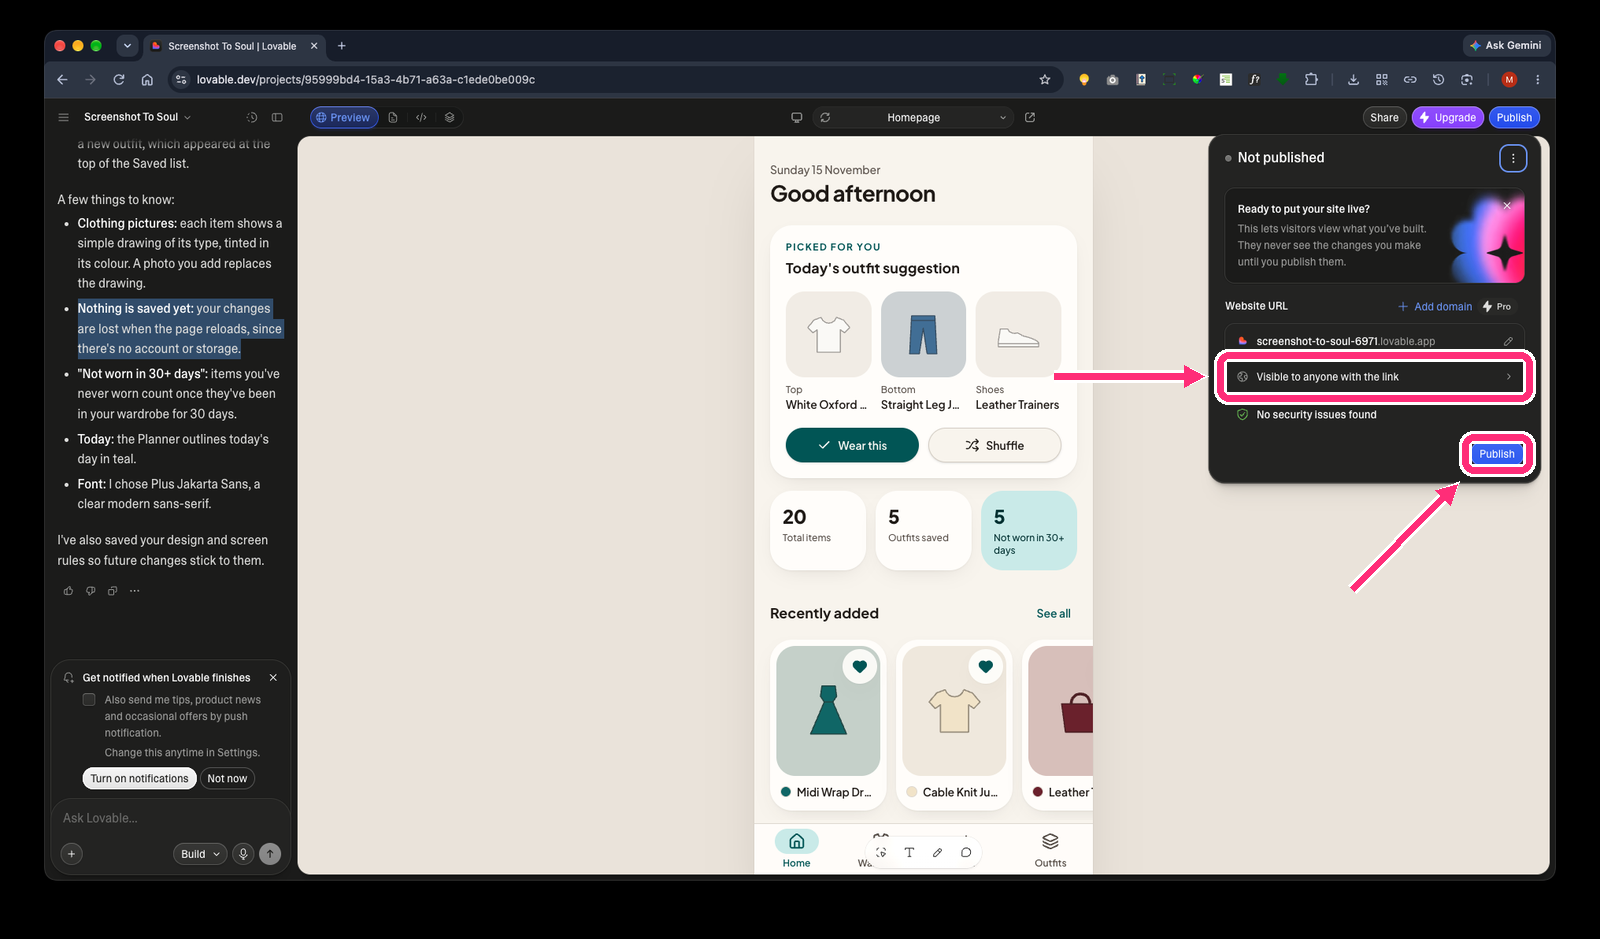 Screenshot To Soul | Lovable
Ask Gemini
lovable.dev/projects/95999bd4-15a3-4b71-a63a-c1ede0be009c
f?
M
Screenshot To Soul
Preview
Homepage
Share
Upgrade
Publish
a new outfit, which appeared at the
top of the Saved list.
A few things to know:
Clothing pictures: each item shows a
simple drawing of its type, tinted in
its colour. A photo you add replaces
the drawing.
Nothing is saved yet: your changes
are lost when the page reloads, since
there's no account or storage.
"Not worn in 30+ days": items you've
never worn count once they've been
in your wardrobe for 30 days.
Today: the Planner outlines today's
day in teal.
Font: I chose Plus Jakarta Sans, a
clear modern sans-serif.
I've also saved your design and screen
rules so future changes stick to them.
Get notified when Lovable finishes
Also send me tips, product news
and occasional offers by push
notification.
Change this anytime in Settings.
Turn on notifications
Not now
Ask Lovable...
Build
Sunday 15 November
Good afternoon
PICKED FOR YOU
Today's outfit suggestion
Top
White Oxford ...
Bottom
Straight Leg J...
Shoes
Leather Trainers
Wear this
Shuffle
20
Total items
5
Outfits saved
5
Not worn in 30+
days
Recently added
See all
Midi Wrap Dr...
Cable Knit Ju...
Leather
Home
Wa
T
Outfits
Not published
Ready to put your site live?
This lets visitors view what you've built.
They never see the changes you make
until you publish them.
Website URL
Add domain
Pro
screenshot-to-soul-6971.lovable.app
Visible to anyone with the link
No security issues found
Publish